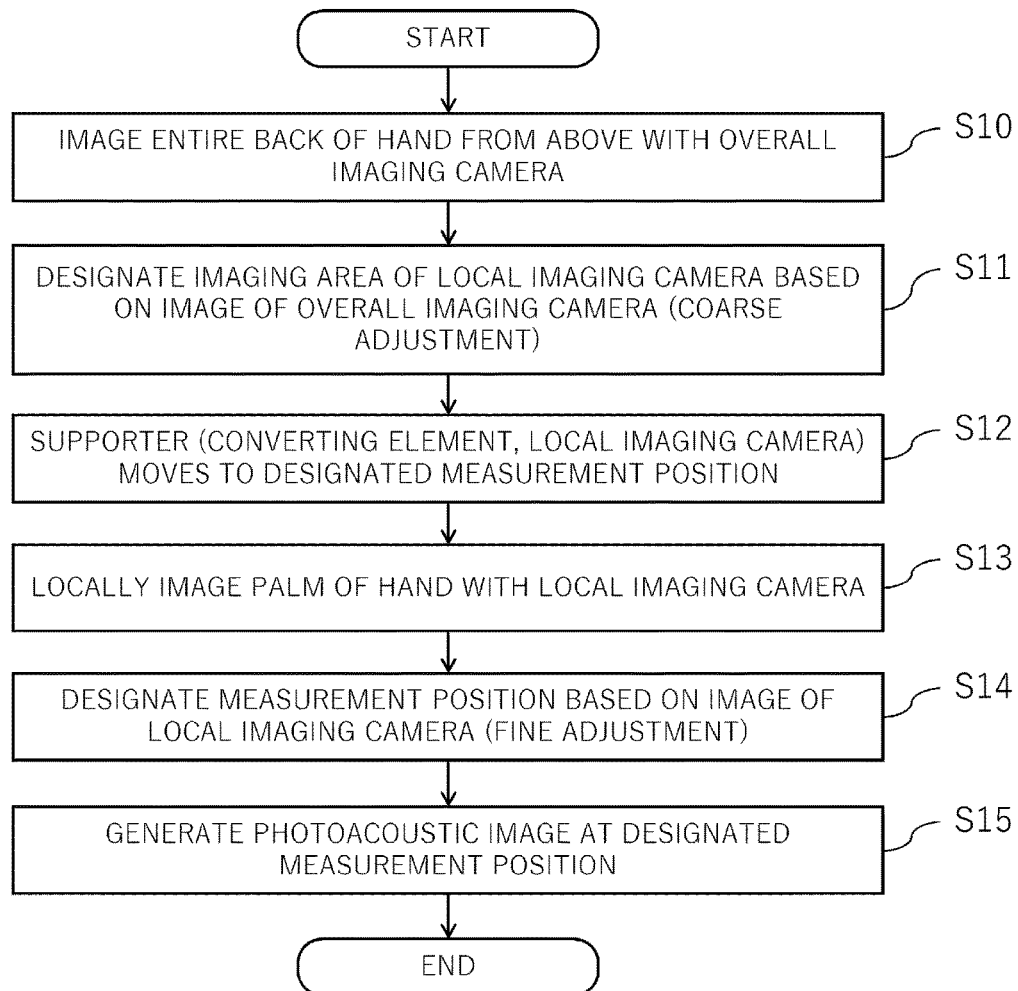 START
IMAGE ENTIRE BACK OF HAND FROM ABOVE WITH OVERALL
IMAGING CAMERA
S10
DESIGNATE IMAGING AREA OF LOCAL IMAGING CAMERA BASED
ON IMAGE OF OVERALL IMAGING CAMERA (COARSE
ADJUSTMENT)
S11
SUPPORTER (CONVERTING ELEMENT, LOCAL IMAGING CAMERA)
MOVES TO DESIGNATED MEASUREMENT POSITION
S12
LOCALLY IMAGE PALM OF HAND WITH LOCAL IMAGING CAMERA
S13
DESIGNATE MEASUREMENT POSITION BASED ON IMAGE OF
LOCAL IMAGING CAMERA (FINE ADJUSTMENT)
S14
GENERATE PHOTOACOUSTIC IMAGE AT DESIGNATED
MEASUREMENT POSITION
S15
END